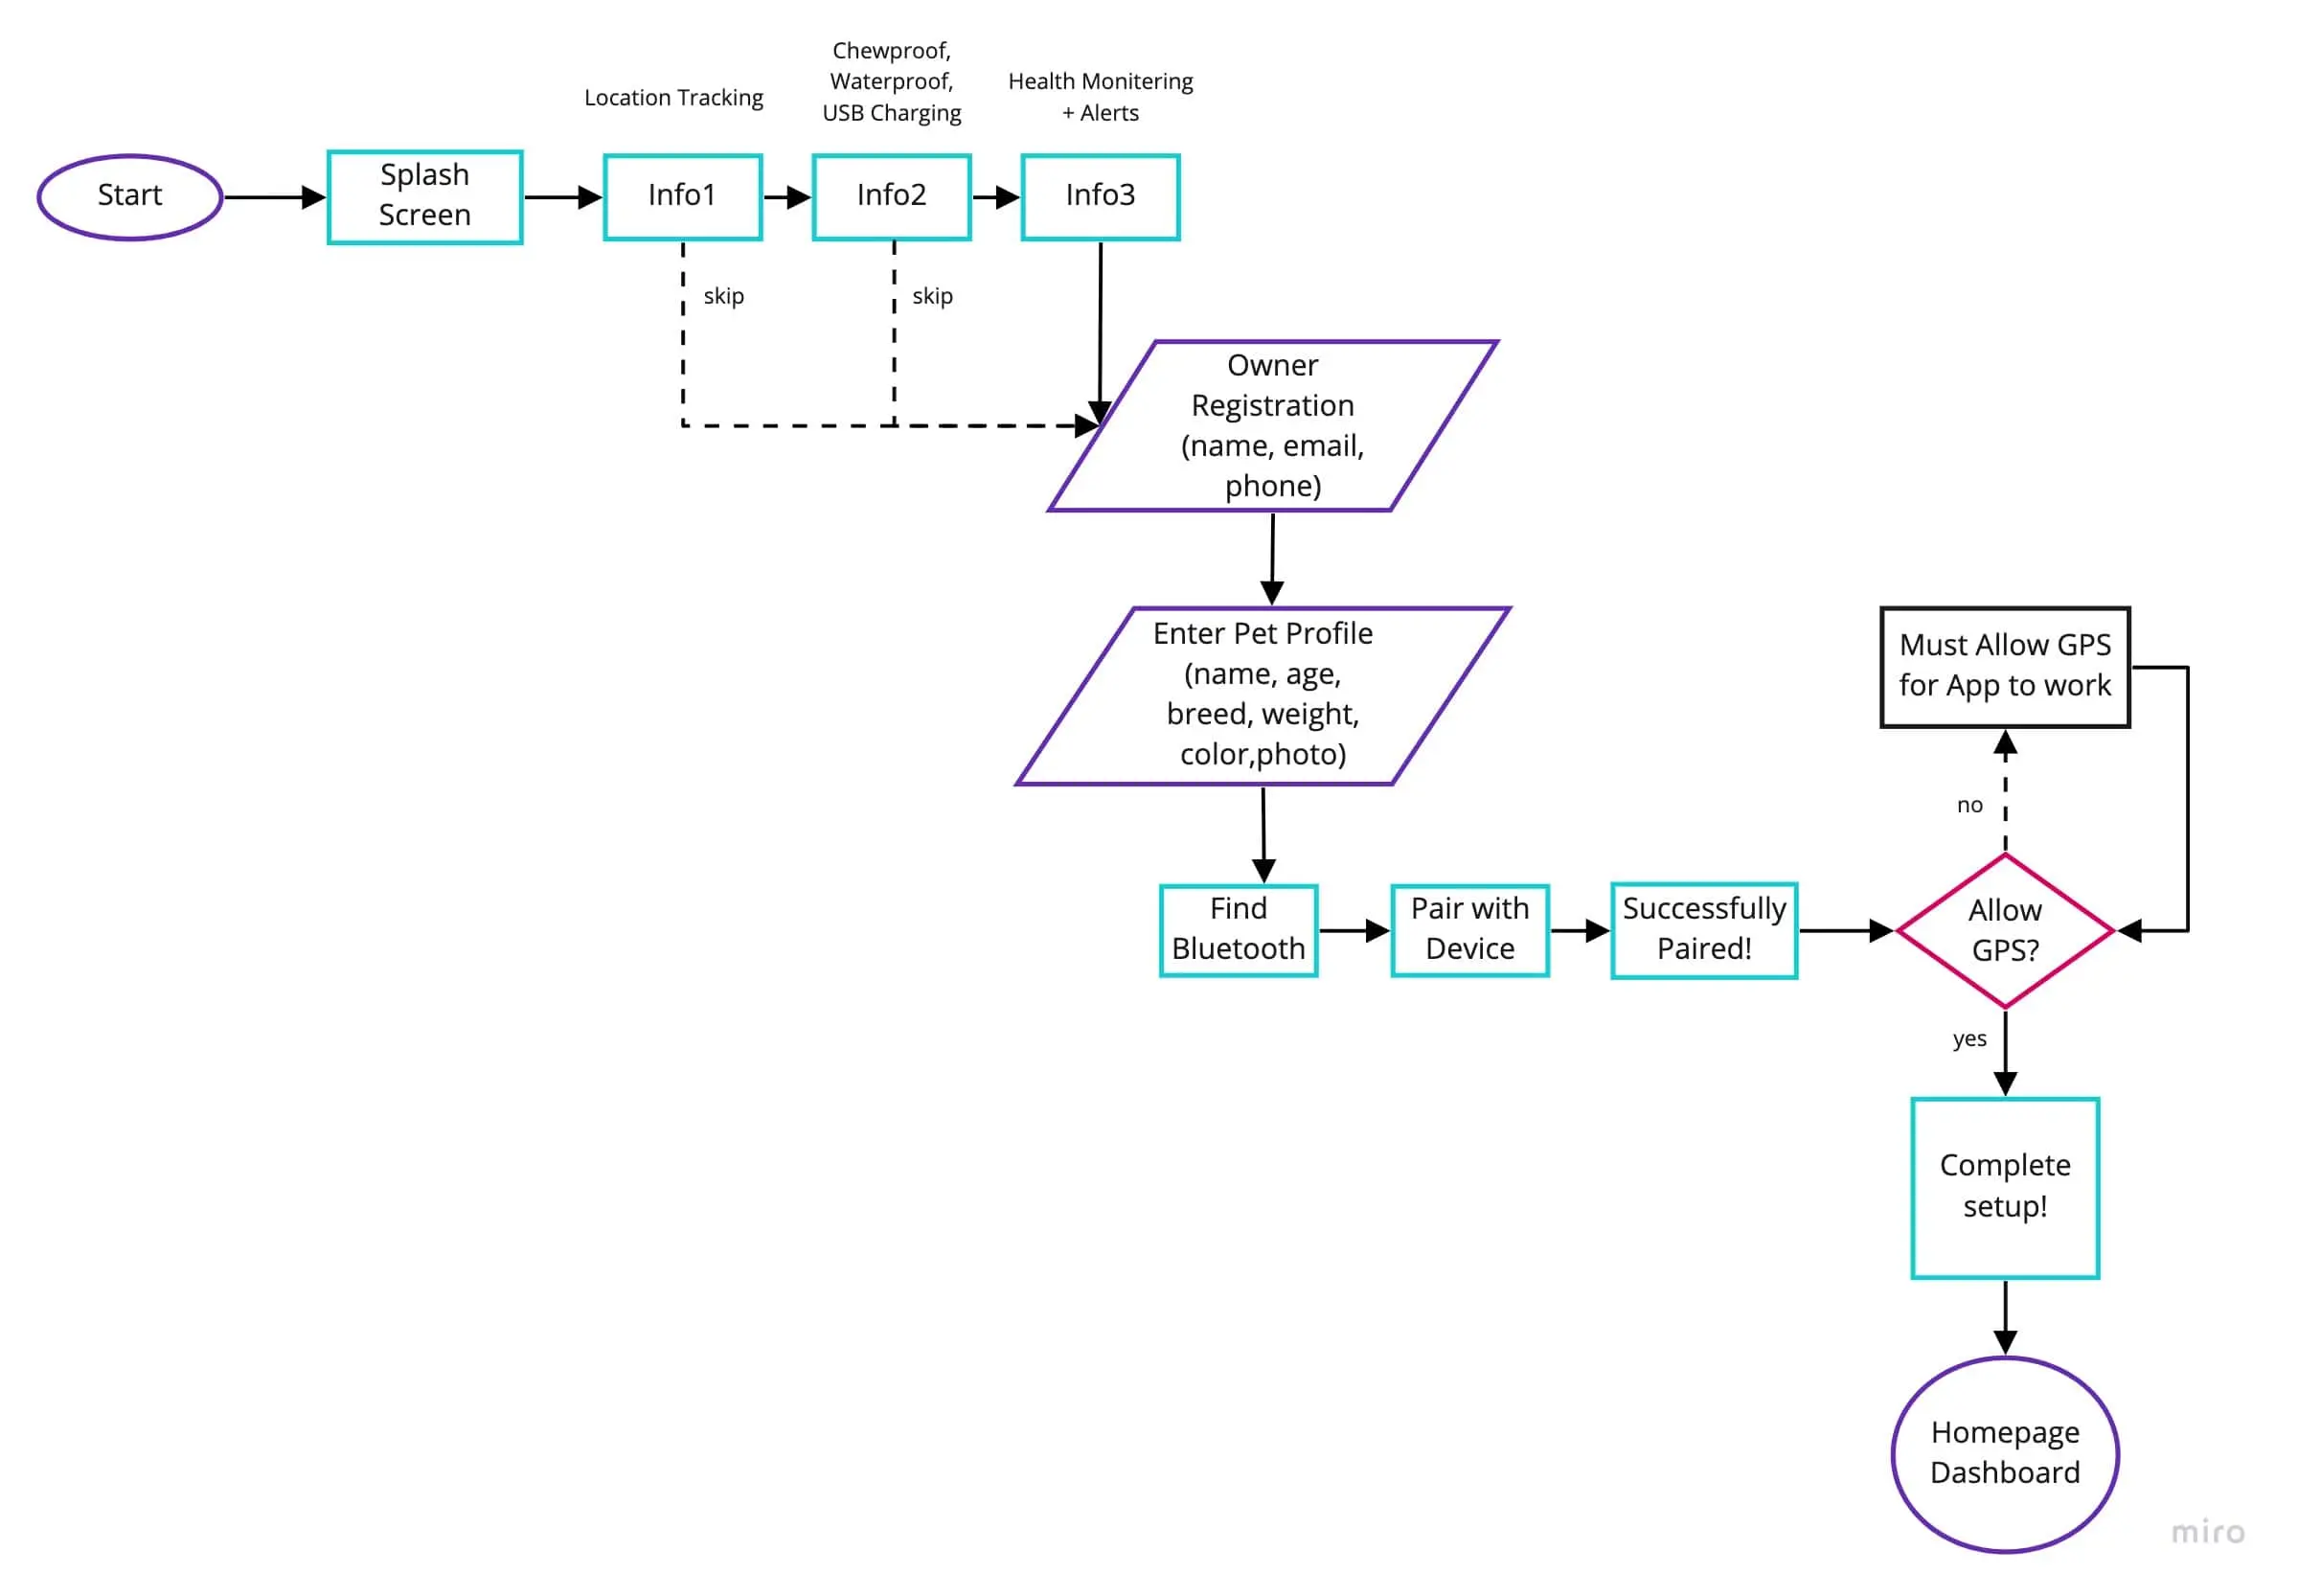 Chewproof,
Waterproof,
USB Charging
Location Tracking
Health Monitering
+ Alerts
Start
Splash
Screen
Info1
Info2
Info3
skip
skip
Owner
Registration
(name, email,
phone)
Enter Pet Profile
(name, age,
breed, weight,
color,photo)
Must Allow GPS
for App to work
no
Find
Bluetooth
Pair with
Device
Successfully
Paired!
Allow
GPS?
yes
Complete
setup!
Homepage
Dashboard
miro